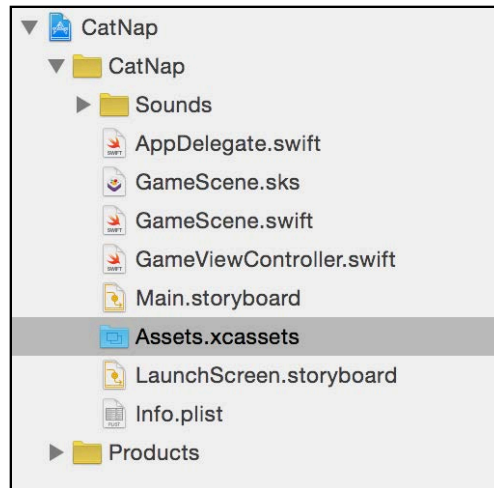 CatNap
CatNap
Sounds
AppDelegate.swift
GameScene.sks
GameScene.swift
GameViewController.swift
Main.storyboard
Assets.xcassets
LaunchScreen.storyboard
Info.plist
Products